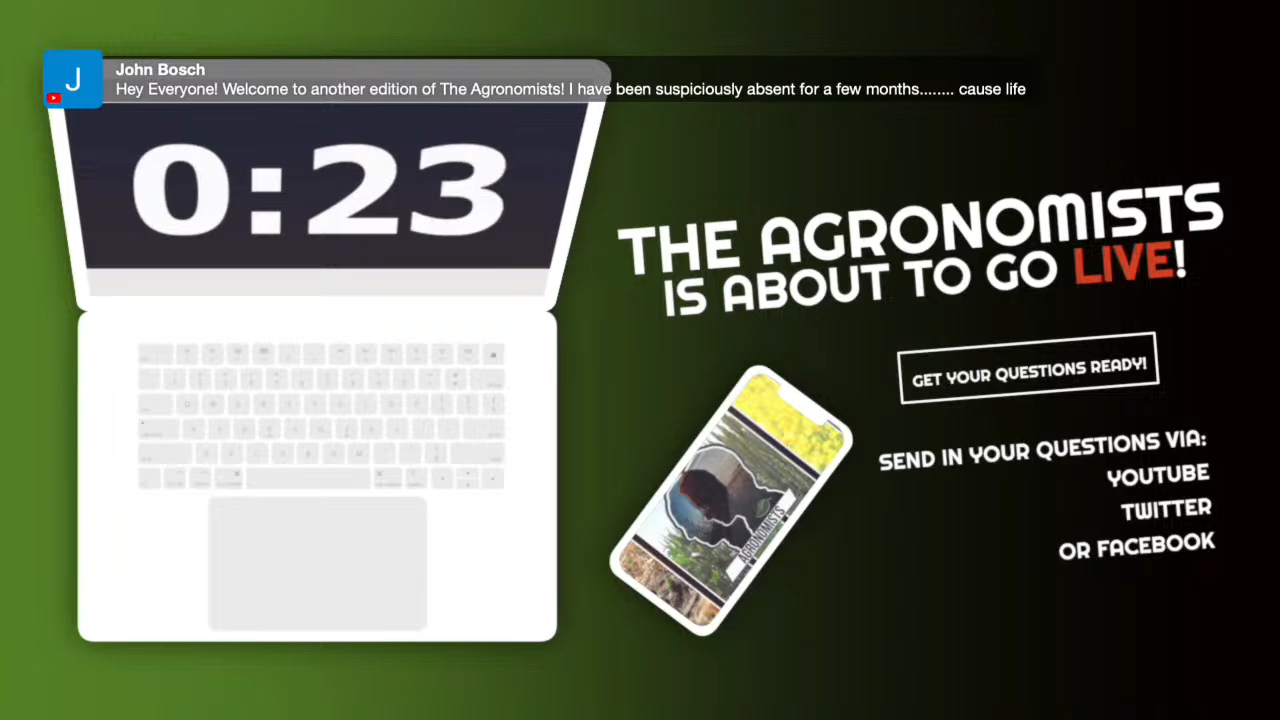 J
John Bosch
Hey Everyone! Welcome to another edition of The Agronomists! I have been suspiciously absent for a few months........ cause life
0:23
THE AGRONOMISTS
IS ABOUT TO GO LIVE!
GET YOUR QUESTIONS READY!
SEND IN YOUR QUESTIONS VIA:
YOUTUBE
TWITTER
OR FACEBOOK
AGRONOMISTS